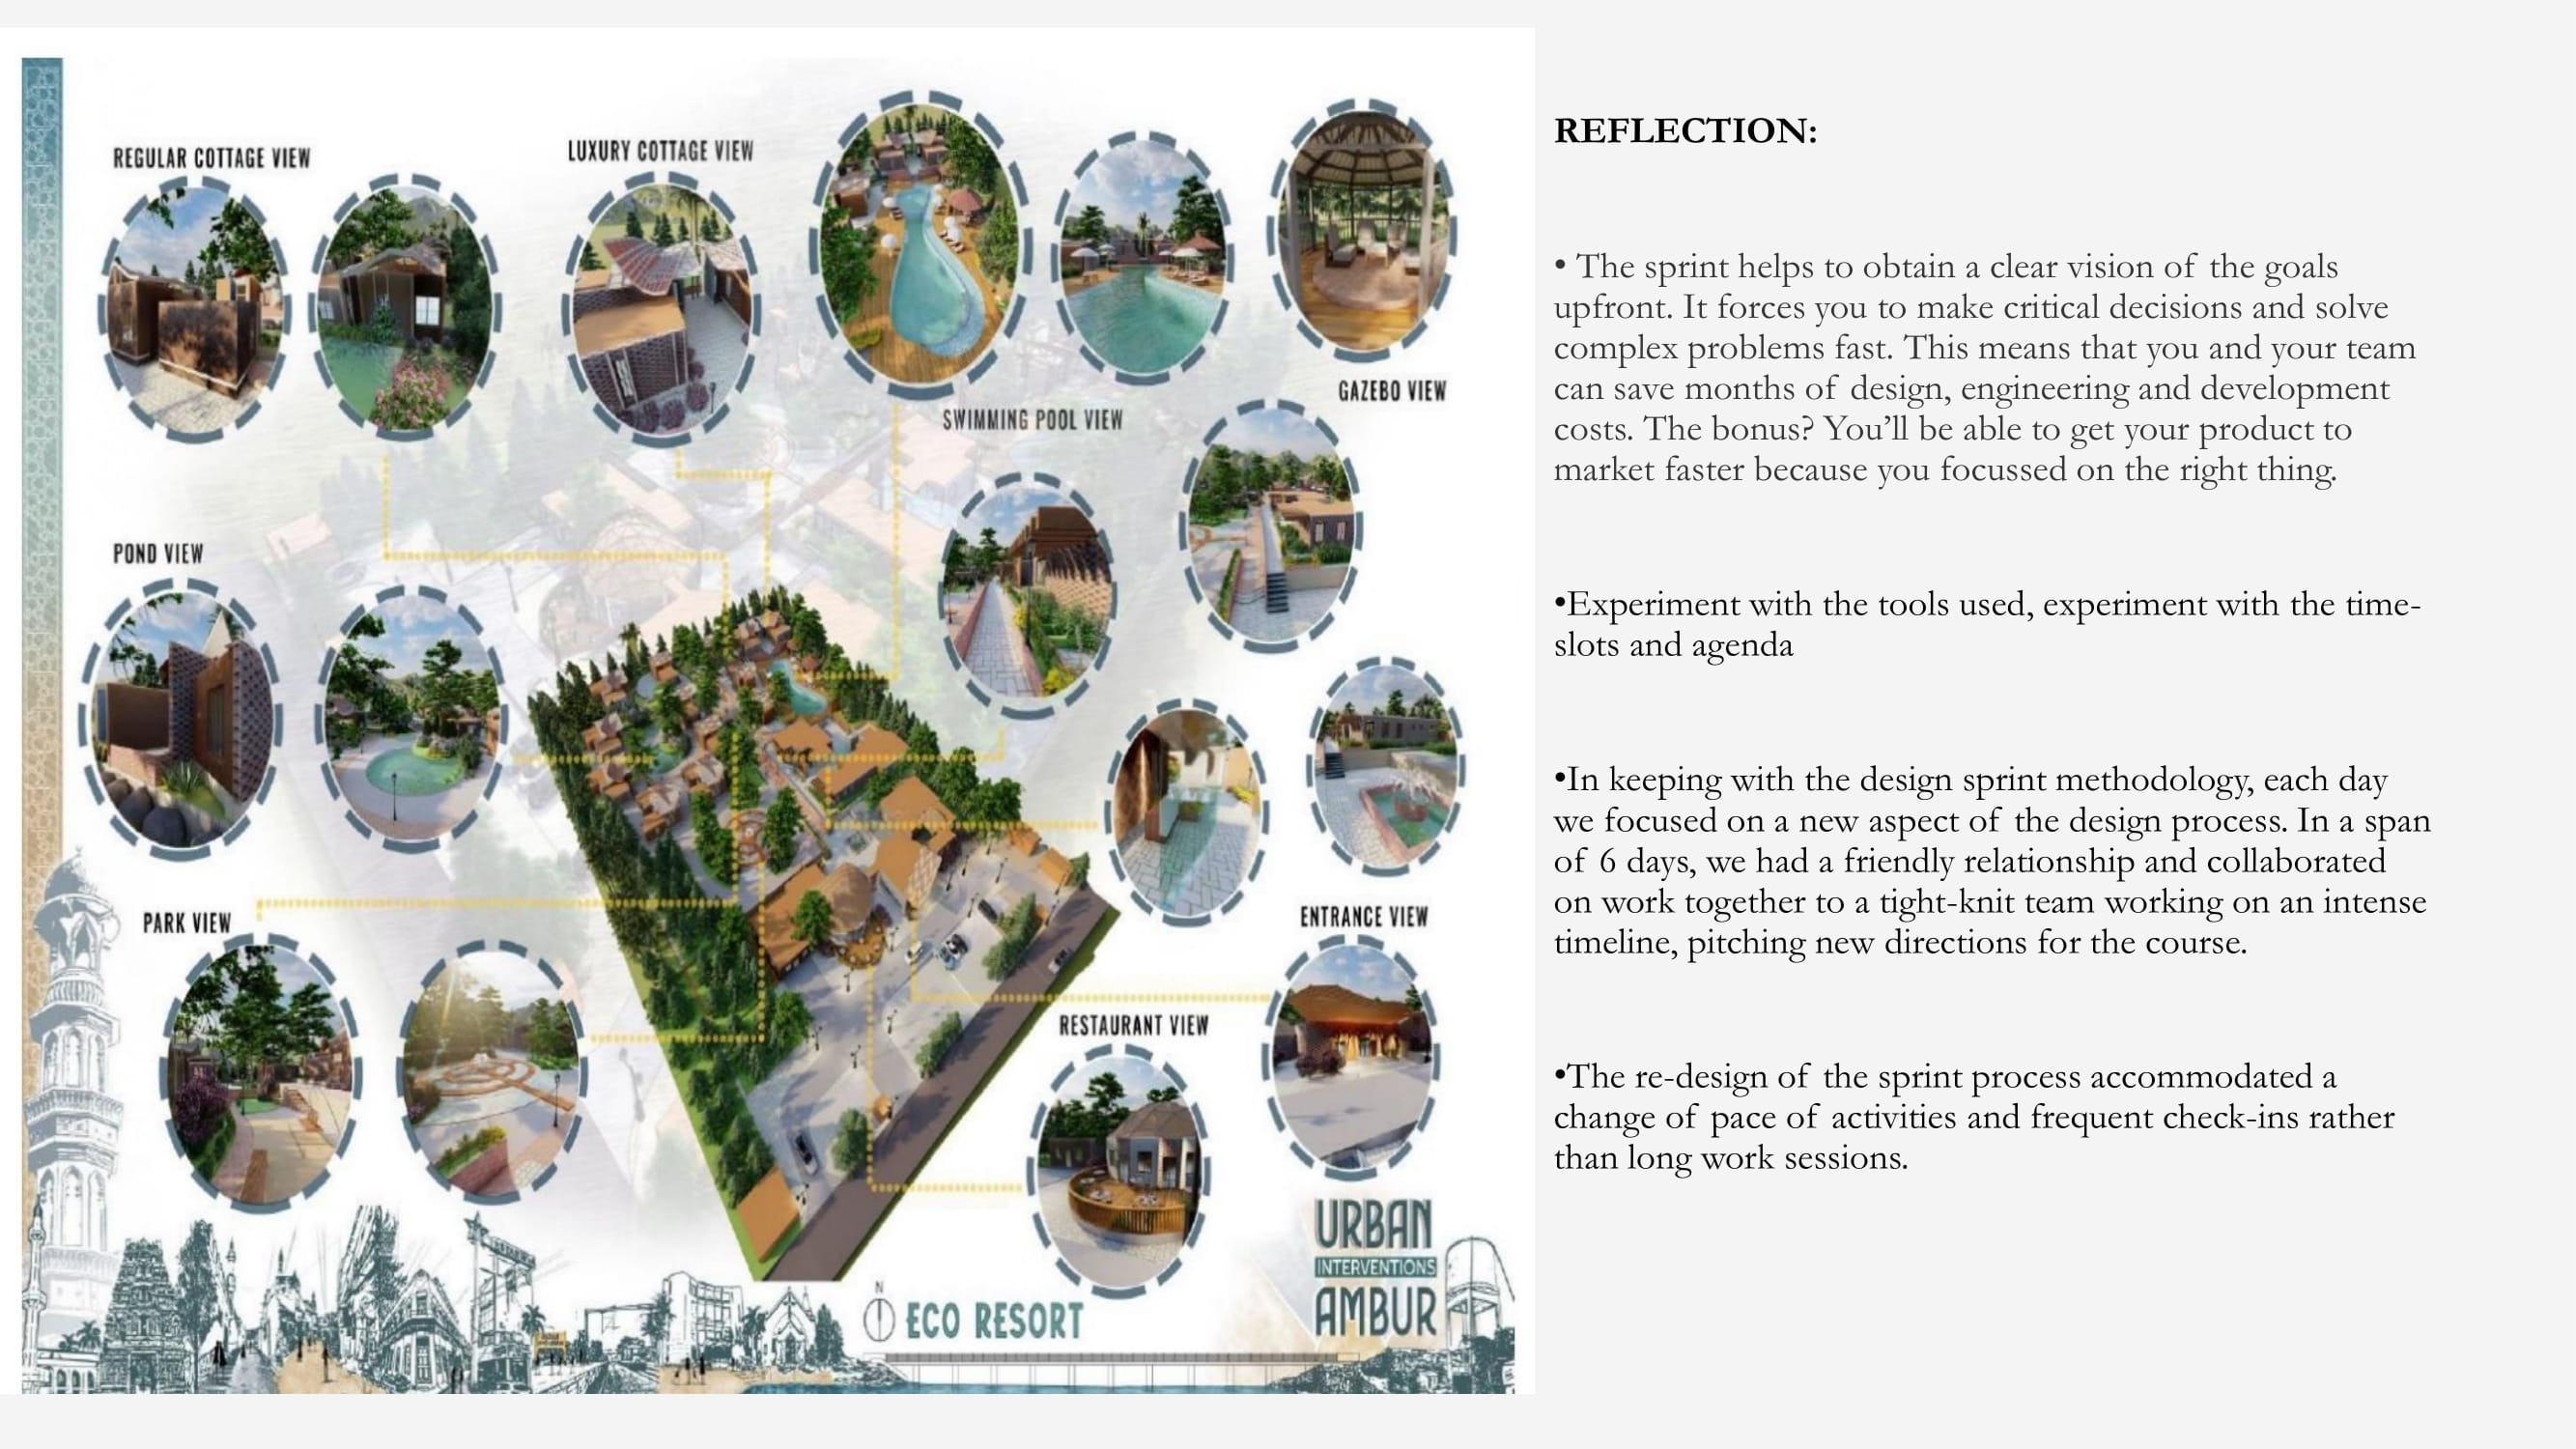 REGULAR COTTAGE VIEW
LUXURY COTTAGE VIEW
SWIMMING POOL VIEW
GAZEBO VIEW
POND VIEW
PARK VIEW
ENTRANCE VIEW
RESTAURANT VIEW
N
ECO RESORT
URBAN
INTERVENTIONS
AMBUR
REFLECTION:
• The sprint helps to obtain a clear vision of the goals
upfront. It forces you to make critical decisions and solve
complex problems fast. This means that you and your team
can save months of design, engineering and development
costs. The bonus? You’ll be able to get your product to
market faster because you focussed on the right thing.
•Experiment with the tools used, experiment with the time-
slots and agenda
•In keeping with the design sprint methodology, each day
we focused on a new aspect of the design process. In a span
of 6 days, we had a friendly relationship and collaborated
on work together to a tight-knit team working on an intense
timeline, pitching new directions for the course.
•The re-design of the sprint process accommodated a
change of pace of activities and frequent check-ins rather
than long work sessions.